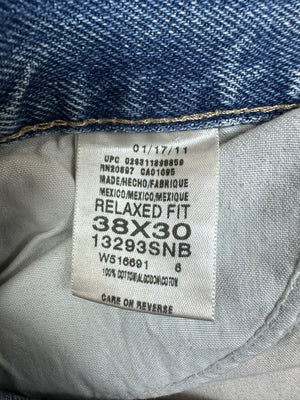 01/17/11
UPC 026311898859
RN20697 CA01095
MADE/HECHO/FABRIQUE
MEXICO/MEXICO/MEXIQUE
RELAXED FIT
38X30
13293SNB
WS16691 6
100% COTTON/ALGODON/COTON
CARE ON REVERSE